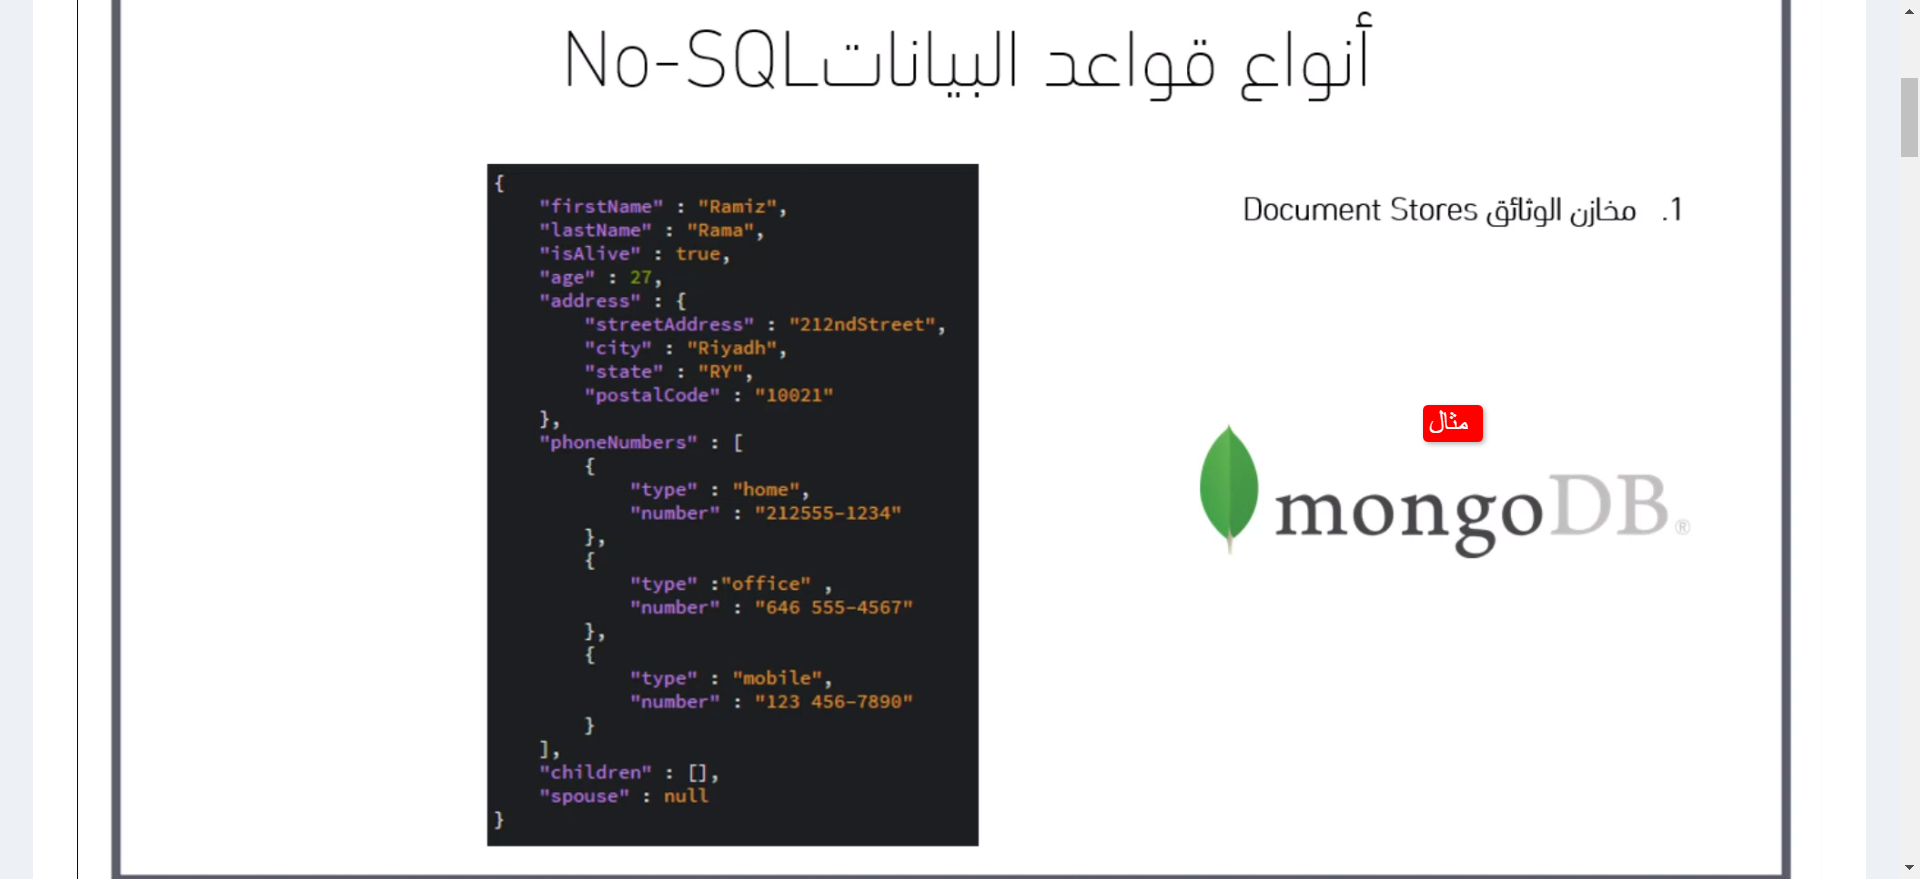 أنواع قواعد البيانات No-SQL
1. مخازن الوثائق Document Stores
{
    "firstName" : "Ramiz",
    "lastName" : "Rama",
    "isAlive" : true,
    "age" : 27,
    "address" : {
        "streetAddress" : "212ndStreet",
        "city" : "Riyadh",
        "state" : "RY",
        "postalCode" : "10021"
    },
    "phoneNumbers" : [
        {
            "type" : "home",
            "number" : "212555-1234"
        },
        {
            "type" :"office" ,
            "number" : "646 555-4567"
        },
        {
            "type" : "mobile",
            "number" : "123 456-7890"
        }
    ],
    "children" : [],
    "spouse" : null
}
مثال
mongoDB®